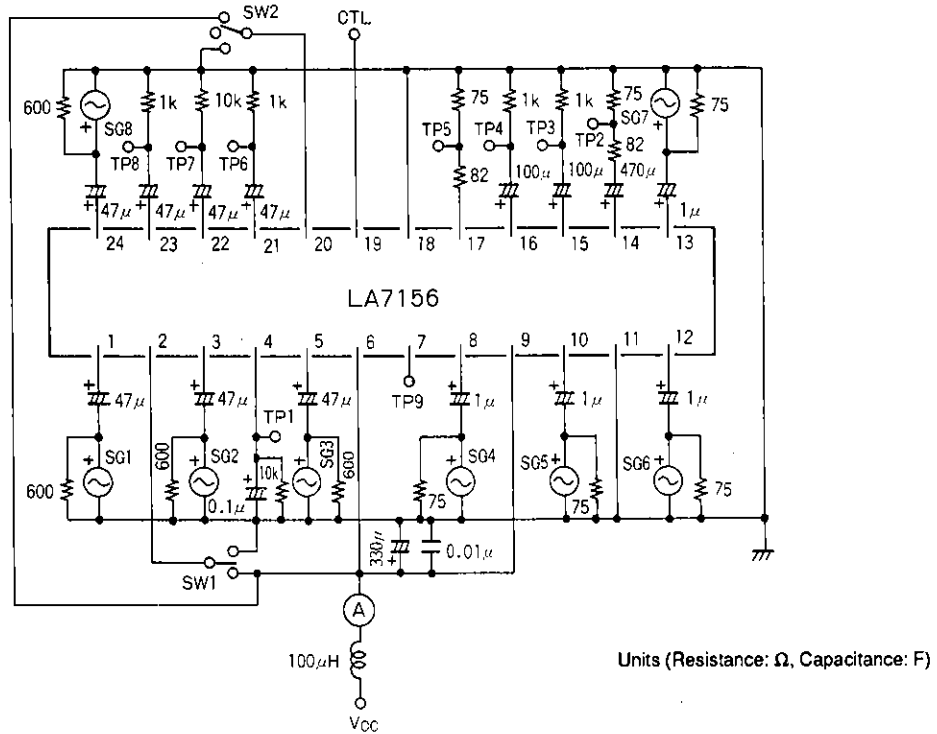 SW2
CTL
600
SG8
1k
10k
1k
75
1k
1k
75
SG7
75
TP8
TP7
TP6
TP5
TP4
TP3
TP2
82
82
47μ
47μ
47μ
47μ
100μ
100μ
470μ
1μ
24 23 22 21 20 19 18 17 16 15 14 13
LA7156
1 2 3 4 5 6 7 8 9 10 11 12
47μ
47μ
47μ
1μ
1μ
1μ
TP1
TP9
600
SG1
600
SG2
10k
0.1μ
SG3
600
75
SG4
SG5
75
SG6
75
SW1
330μ
0.01μ
A
100μH
VCC
Units (Resistance: Ω, Capacitance: F)